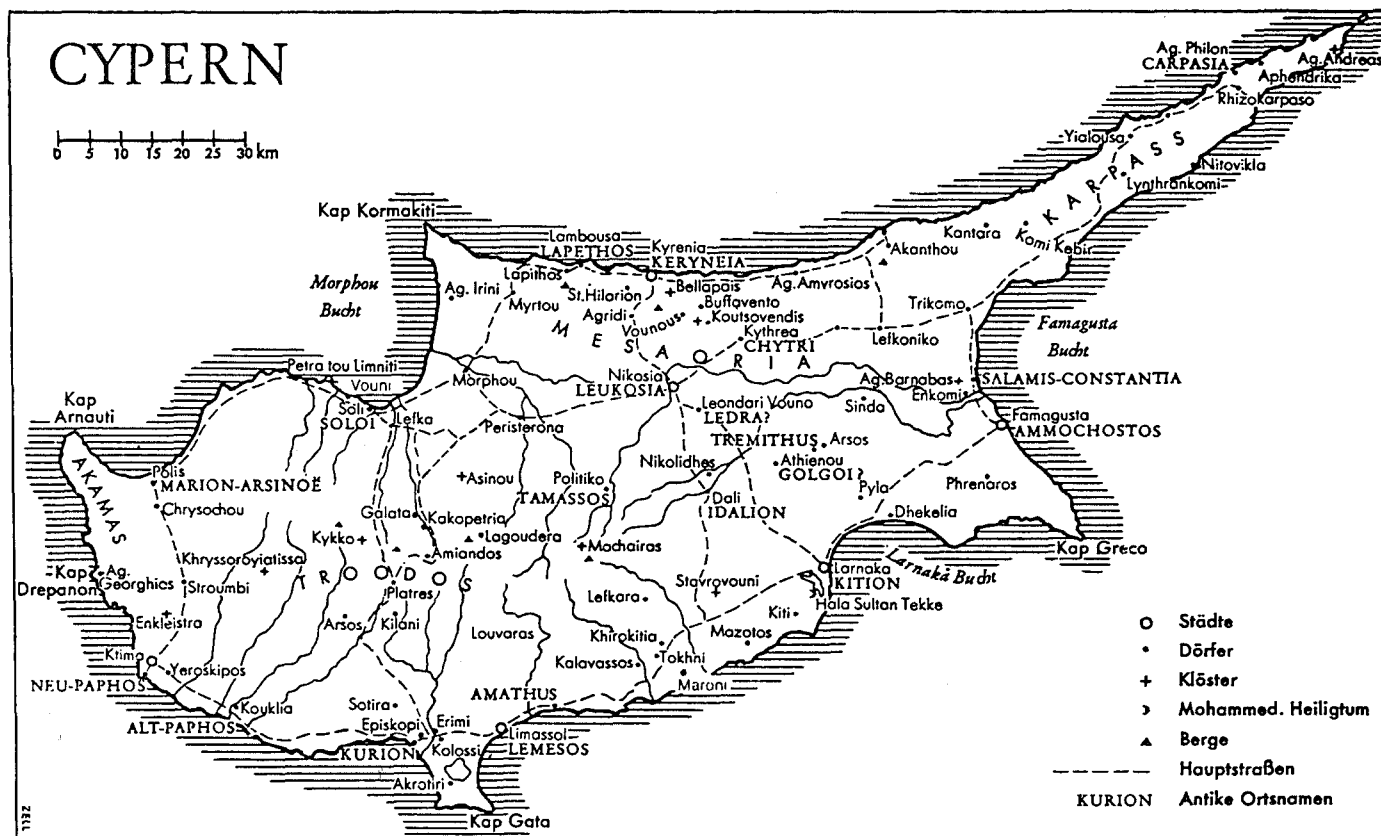 CYPERN
0 5 10 15 20 25 30 km
Ag. Philon
CARPASIA
Ag. Andreas
Aphendrika
Rhizokarpaso
Yialousa
KARPASS
Nitovikla
Lynthrankomi
Kap Kormakiti
Kantara
Komi Kebir
Akanthou
Lambousa
LAPETHOS
Kyrenia
KERYNEIA
Morphou
Bucht
Ag. Irini
Lapithos
Myrtou
St. Hilarion
Bellapais
Buffavento
Ag. Amvrosios
Agridi
Vounous
Koutsovendis
Trikomo
Kythrea
CHYTRI
Lefkoniko
Famagusta
Bucht
MESAORIA
Petra tou Limniti
Vouni
Morphou
Nikosia
LEUKOSIA
Ag. Barnabas
SALAMIS-CONSTANTIA
Enkomi
Kap
Arnauti
Soli
SOLOI
Lefka
Peristerona
Leondari Vouno
LEDRA?
Sinda
Famagusta
AMMOCHOSTOS
TREMITHUS
Arsos
AKAMAS
Polis
MARION-ARSINOË
Asinou
Politiko
TAMASSOS
Nikolidhes
Athienou
GOLGOI?
Phrenaros
Chrysochou
Galata
Kakopetria
Dali
IDALION
Pyla
Dhekelia
Kykko
Lagoudera
Khryssoroyiatissa
Amiandos
Machairas
Kap Greco
Larnaka Bucht
Kap
Drepanon
Ag.
Georghios
Stroumbi
TROODOS
Platres
Stavrovouni
Larnaka
KITION
Hala Sultan Tekke
Enkleistra
Arsos
Kilani
Louvaras
Lefkara
Kiti
Khirokitia
Mazotos
Ktima
Yeroskipos
Kalavassos
Tokhni
Maroni
NEU-PAPHOS
Kouklia
Sotira
AMATHUS
ALT-PAPHOS
Episkopi
Erimi
KURION
Kolossi
Limassol
LEMESOS
Akrotiri
Kap Gata
Städte
Dörfer
Klöster
Mohammed. Heiligtum
Berge
Hauptstraßen
KURION Antike Ortsnamen
ZELL